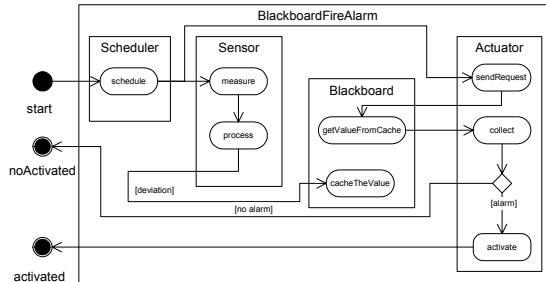 BlackboardFireAlarm
Scheduler
Sensor
Actuator
schedule
measure
sendRequest
start
Blackboard
process
getValueFromCache
collect
noActivated
[deviation]
cacheTheValue
[no alarm]
[alarm]
activate
activated